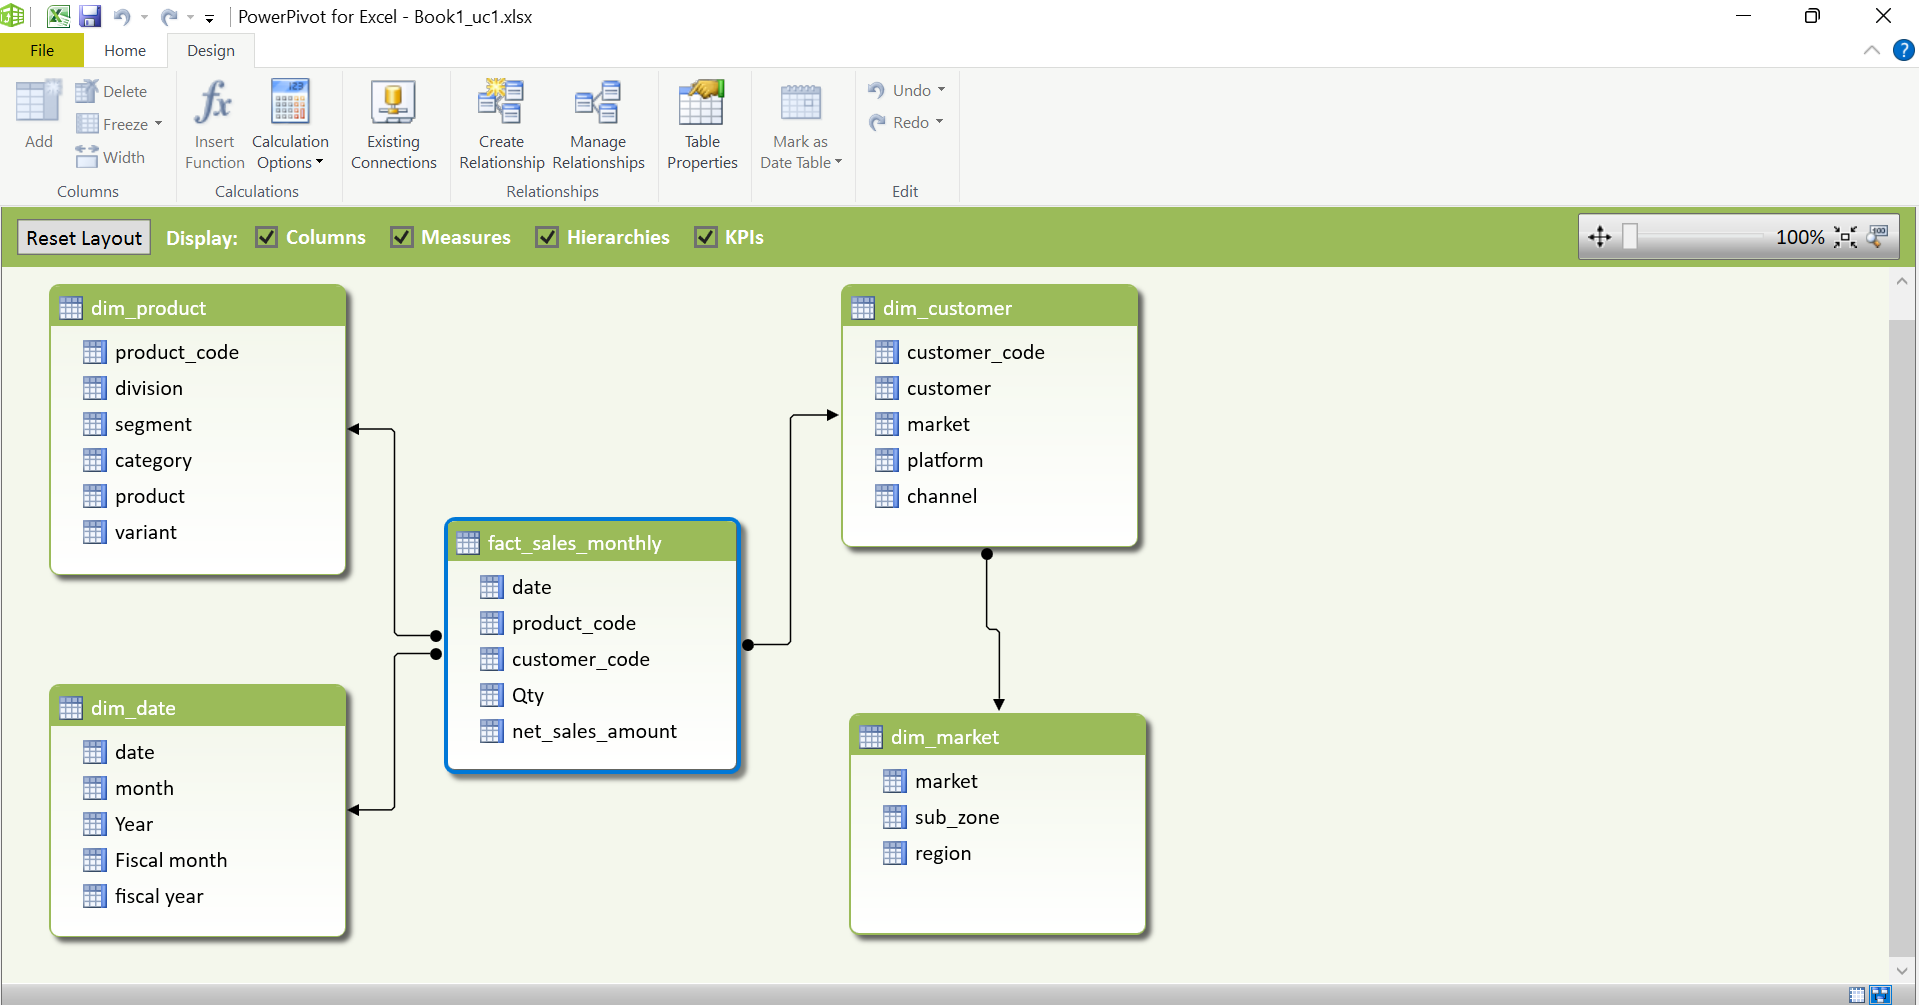 PowerPivot for Excel - Book1_uc1.xlsx
File Home Design
?
Add
Delete
Freeze
Width
Columns
fx
Insert Function
Calculation Options
Calculations
Existing Connections
Create Relationship
Manage Relationships
Relationships
Table Properties
Mark as Date Table
Undo
Redo
Edit
Reset Layout Display: Columns Measures Hierarchies KPIs 100%
dim_product
product_code
division
segment
category
product
variant
dim_customer
customer_code
customer
market
platform
channel
fact_sales_monthly
date
product_code
customer_code
Qty
net_sales_amount
dim_date
date
month
Year
Fiscal month
fiscal year
dim_market
market
sub_zone
region